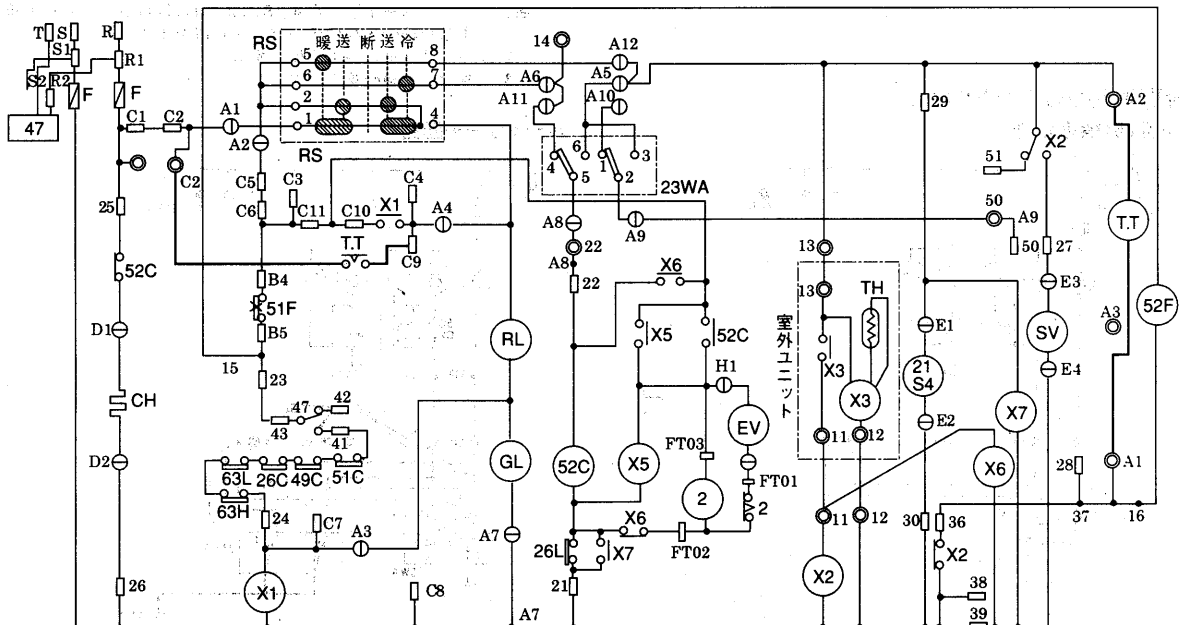 T S R
RS
暖 送 断 送 冷
5 8
14
A12
S1
R1
6 7
A6
A5
S2 R2
F F
A11
A10
2
29
A2
47
C1 C2
A1
1 4
A2
RS
4 6 5 1 2 3
23WA
X2
51
C2
C5
C3
C4
25
C6
C11 C10 X1
A4
A8
A9
50
A9
T.T
T.T
C9
22
13
50
27
52C
B4
A8
X6
22
13
TH
E3
51F
52F
D1
B5
X5
52C
室外ユニット
E1
SV
A3
15
RL
X3
23
H1
21 S4
E4
CH
42
47
43
41
X3
EV
X7
E2
FT03
11
12
D2
GL
52C
X5
X6
28
A1
63L 26C 49C 51C
FT01
63H
2
2
24
C7
A3
A7
X6
11
12
30
36
37
16
26L
X7
FT02
X2
26
X1
C8
21
X2
38
A7
39